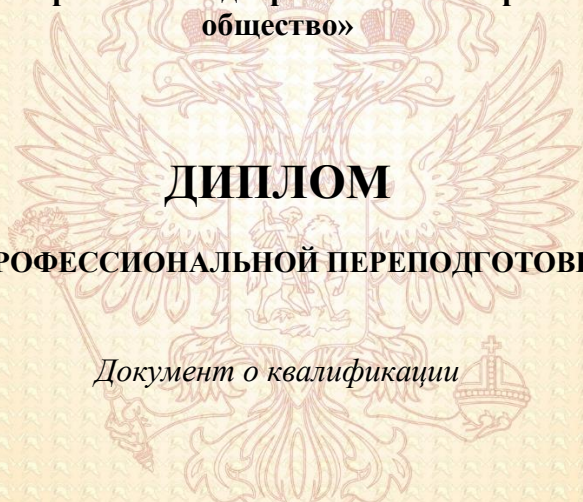 общество»
ДИПЛОМ
РОФЕССИОНАЛЬНОЙ ПЕРЕПОДГОТОВ
Документ о квалификации